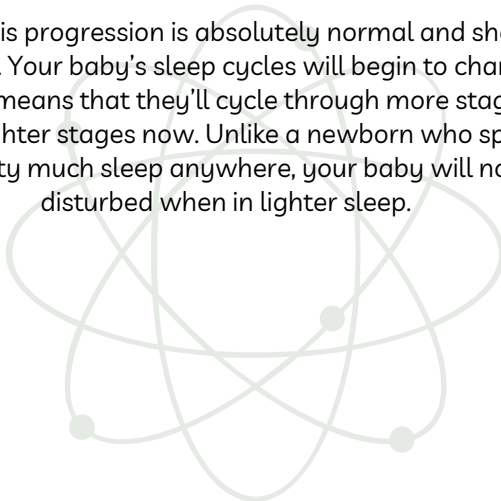 is progression is absolutely normal and sh
. Your baby’s sleep cycles will begin to cha
means that they’ll cycle through more stag
ghter stages now. Unlike a newborn who sp
ty much sleep anywhere, your baby will no
disturbed when in lighter sleep.